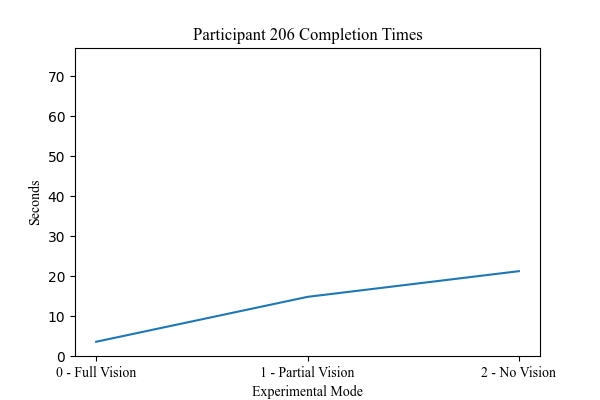 Participant 206 Completion Times
70
60
50
40
30
20
10
0
Seconds
0 - Full Vision
1 - Partial Vision
2 - No Vision
Experimental Mode